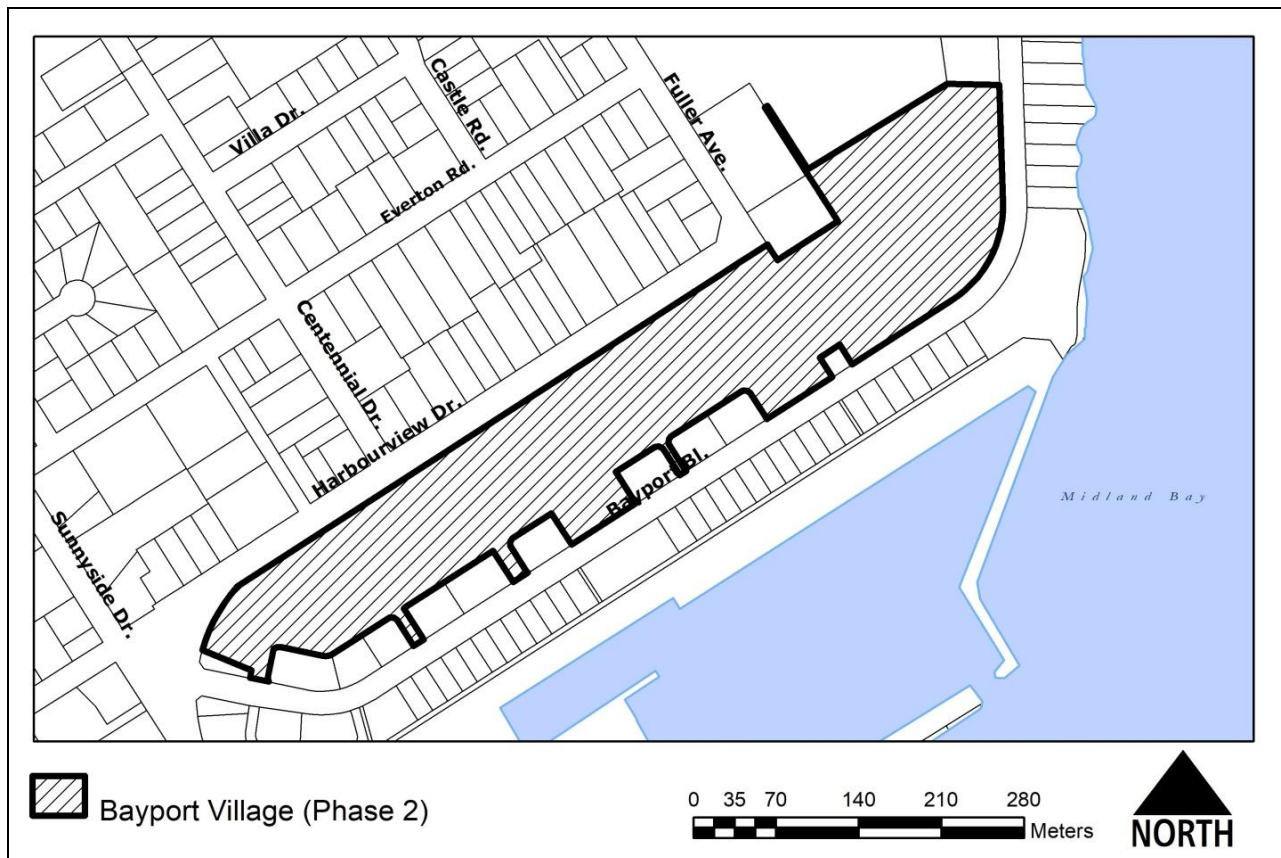 Villa Dr.
Castle Rd.
Fuller Ave.
Everton Rd.
Centennial Dr.
Harbourview Dr.
Bayport Bl.
Sunnyside Dr.
Midland Bay
Bayport Village (Phase 2)
0 35 70 140 210 280
Meters
NORTH